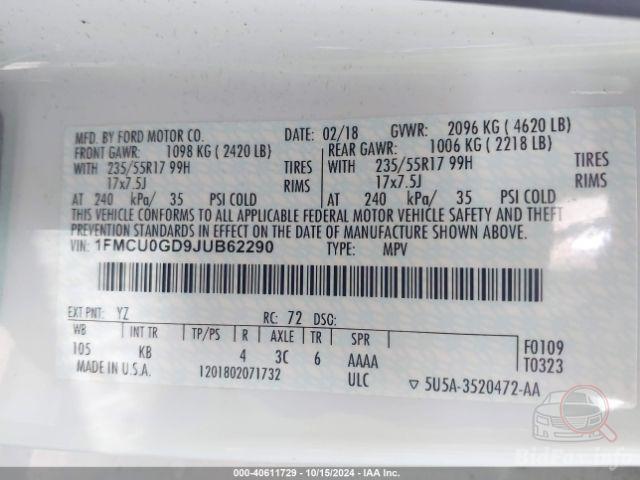 MFD. BY FORD MOTOR CO. DATE: 02/18 GVWR: 2096 KG ( 4620 LB)
FRONT GAWR: 1098 KG ( 2420 LB) REAR GAWR: 1006 KG ( 2218 LB)
WITH 235/55R17 99H TIRES WITH 235/55R17 99H TIRES
17x7.5J RIMS 17x7.5J RIMS
AT 240 kPa/ 35 PSI COLD AT 240 kPa/ 35 PSI COLD
THIS VEHICLE CONFORMS TO ALL APPLICABLE FEDERAL MOTOR VEHICLE SAFETY AND THEFT
PREVENTION STANDARDS IN EFFECT ON THE DATE OF MANUFACTURE SHOWN ABOVE.
VIN: 1FMCU0GD9JUB62290 TYPE: MPV
EXT PNT: YZ RC: 72 DSG:
WB INT TR TP/PS R AXLE TR SPR
105 KB 4 3C 6 AAAA
F0109
T0323
MADE IN U.S.A. 1201802071732 ULC ▽ 5U5A-3520472-AA
BidFax.info
000-40611729 - 10/15/2024 - IAA Inc.